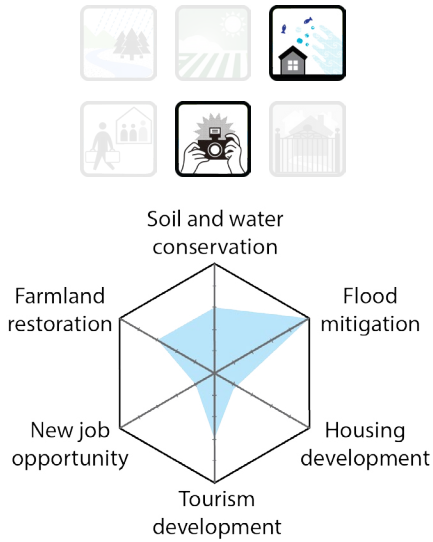 Soil and water
conservation
Farmland
restoration
Flood
mitigation
New job
opportunity
Housing
development
Tourism
development